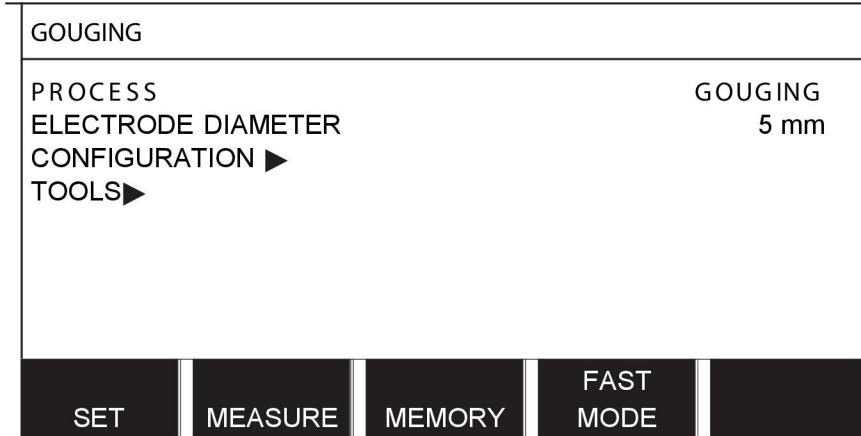 GOUGING
PROCESS GOUGING
ELECTRODE DIAMETER 5 mm
CONFIGURATION ▶
TOOLS▶
SET MEASURE MEMORY FAST MODE